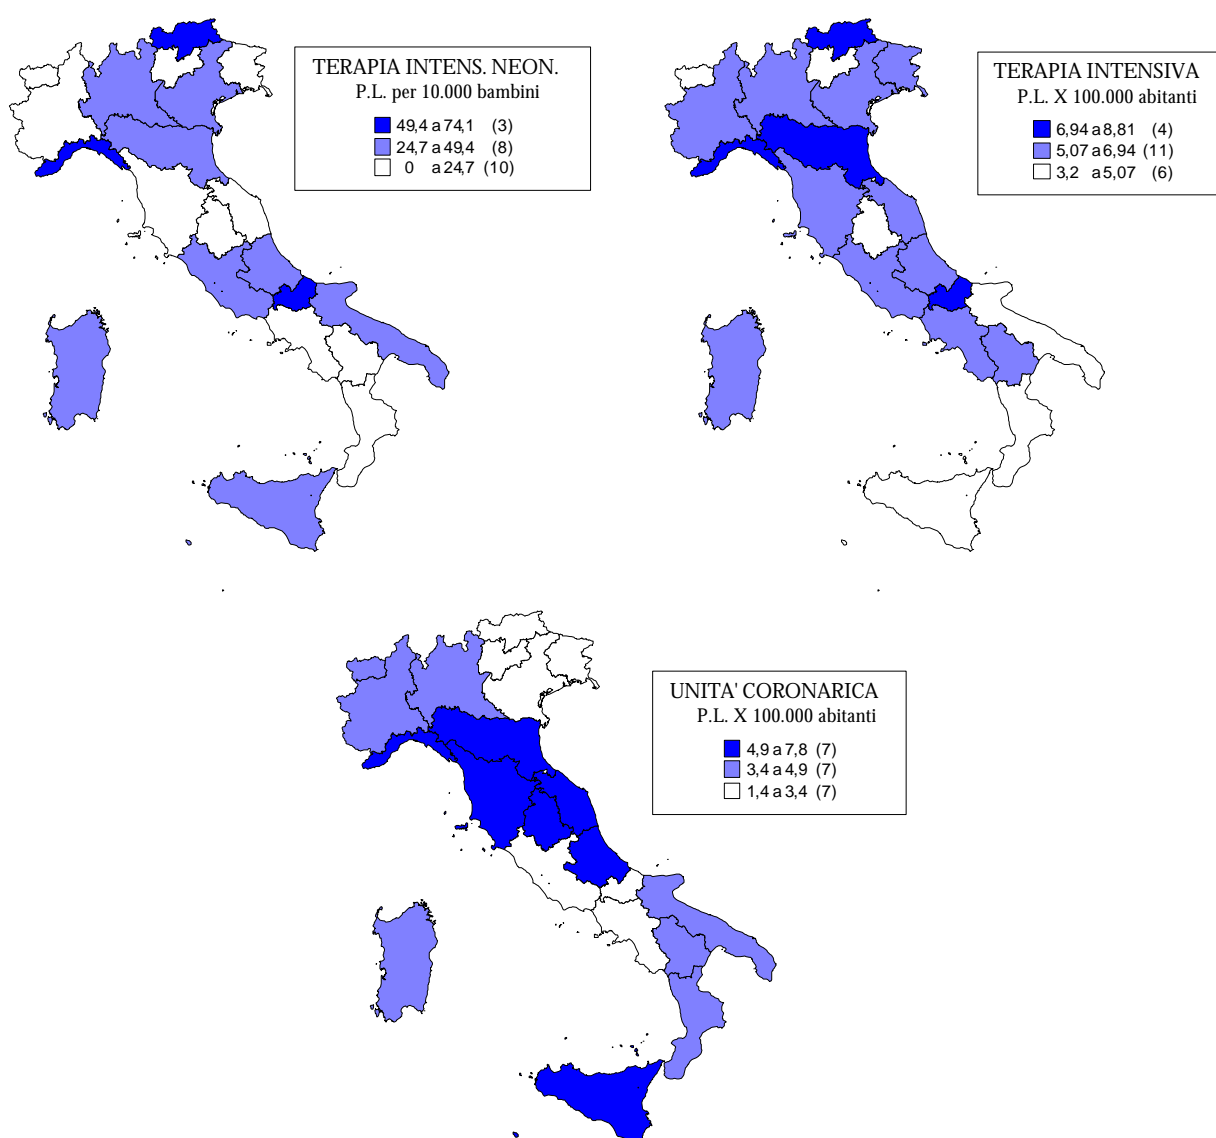 TERAPIA INTENS. NEON.
P.L. per 10.000 bambini
49,4 a 74,1 (3)
24,7 a 49,4 (8)
0 a 24,7 (10)
TERAPIA INTENSIVA
P.L. X 100.000 abitanti
6,94 a 8,81 (4)
5,07 a 6,94 (11)
3,2 a 5,07 (6)
UNITA' CORONARICA
P.L. X 100.000 abitanti
4,9 a 7,8 (7)
3,4 a 4,9 (7)
1,4 a 3,4 (7)